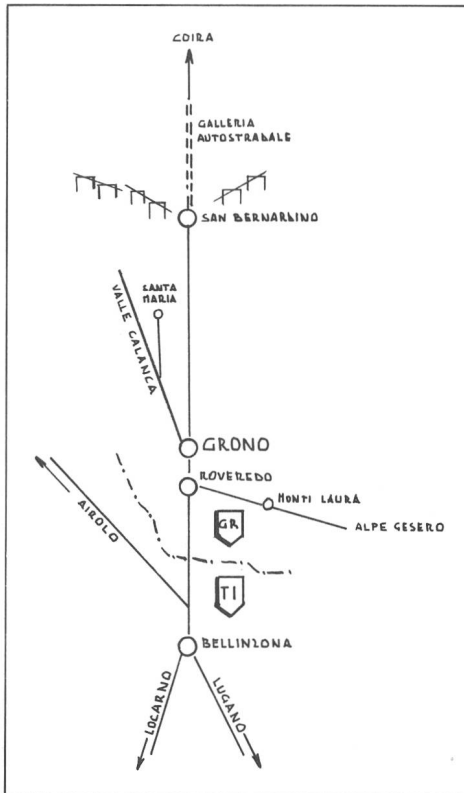 COIRA
GALLERIA
AUTOSTRADALE
SAN BERNARDINO
SANTA
MARIA
VALLE CALANCA
GRONO
ROVEREDO
MONTI LAURA
GR
ALPE GESERO
AIROLO
TI
BELLINZONA
LOCARNO
LUGANO